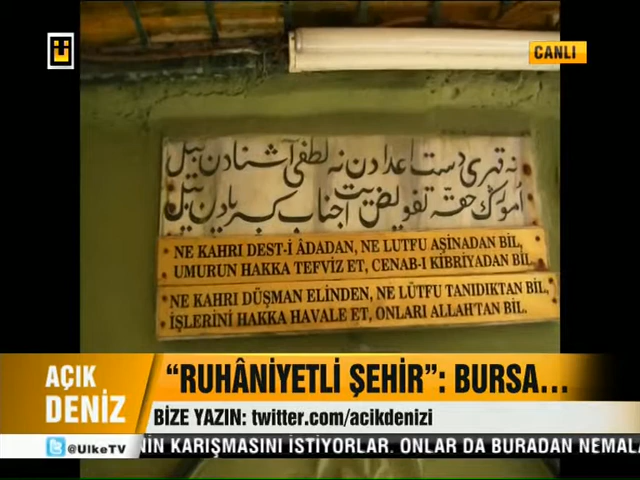 CANLI
نه قهری دست اعدادن نه لطفی آشنادن بیل
امورڭ حقه تفویض ایت جناب کبریادن بیل
NE KAHRI DEST-İ ÂDADAN, NE LUTFU AŞİNADAN BİL,
UMURUN HAKKA TEFVİZ ET, CENAB-I KİBRİYADAN BİL.
NE KAHRI DÜŞMAN ELİNDEN, NE LÜTFU TANIDIKTAN BİL,
İŞLERİNİ HAKKA HAVALE ET, ONLARI ALLAH'TAN BİL.
AÇIK
DENİZ
"RUHÂNİYETLİ ŞEHİR": BURSA...
BİZE YAZIN: twitter.com/acikdenizi
@UlkeTV
NİN KARIŞMASINI İSTİYORLAR. ONLAR DA BURADAN NEMALA